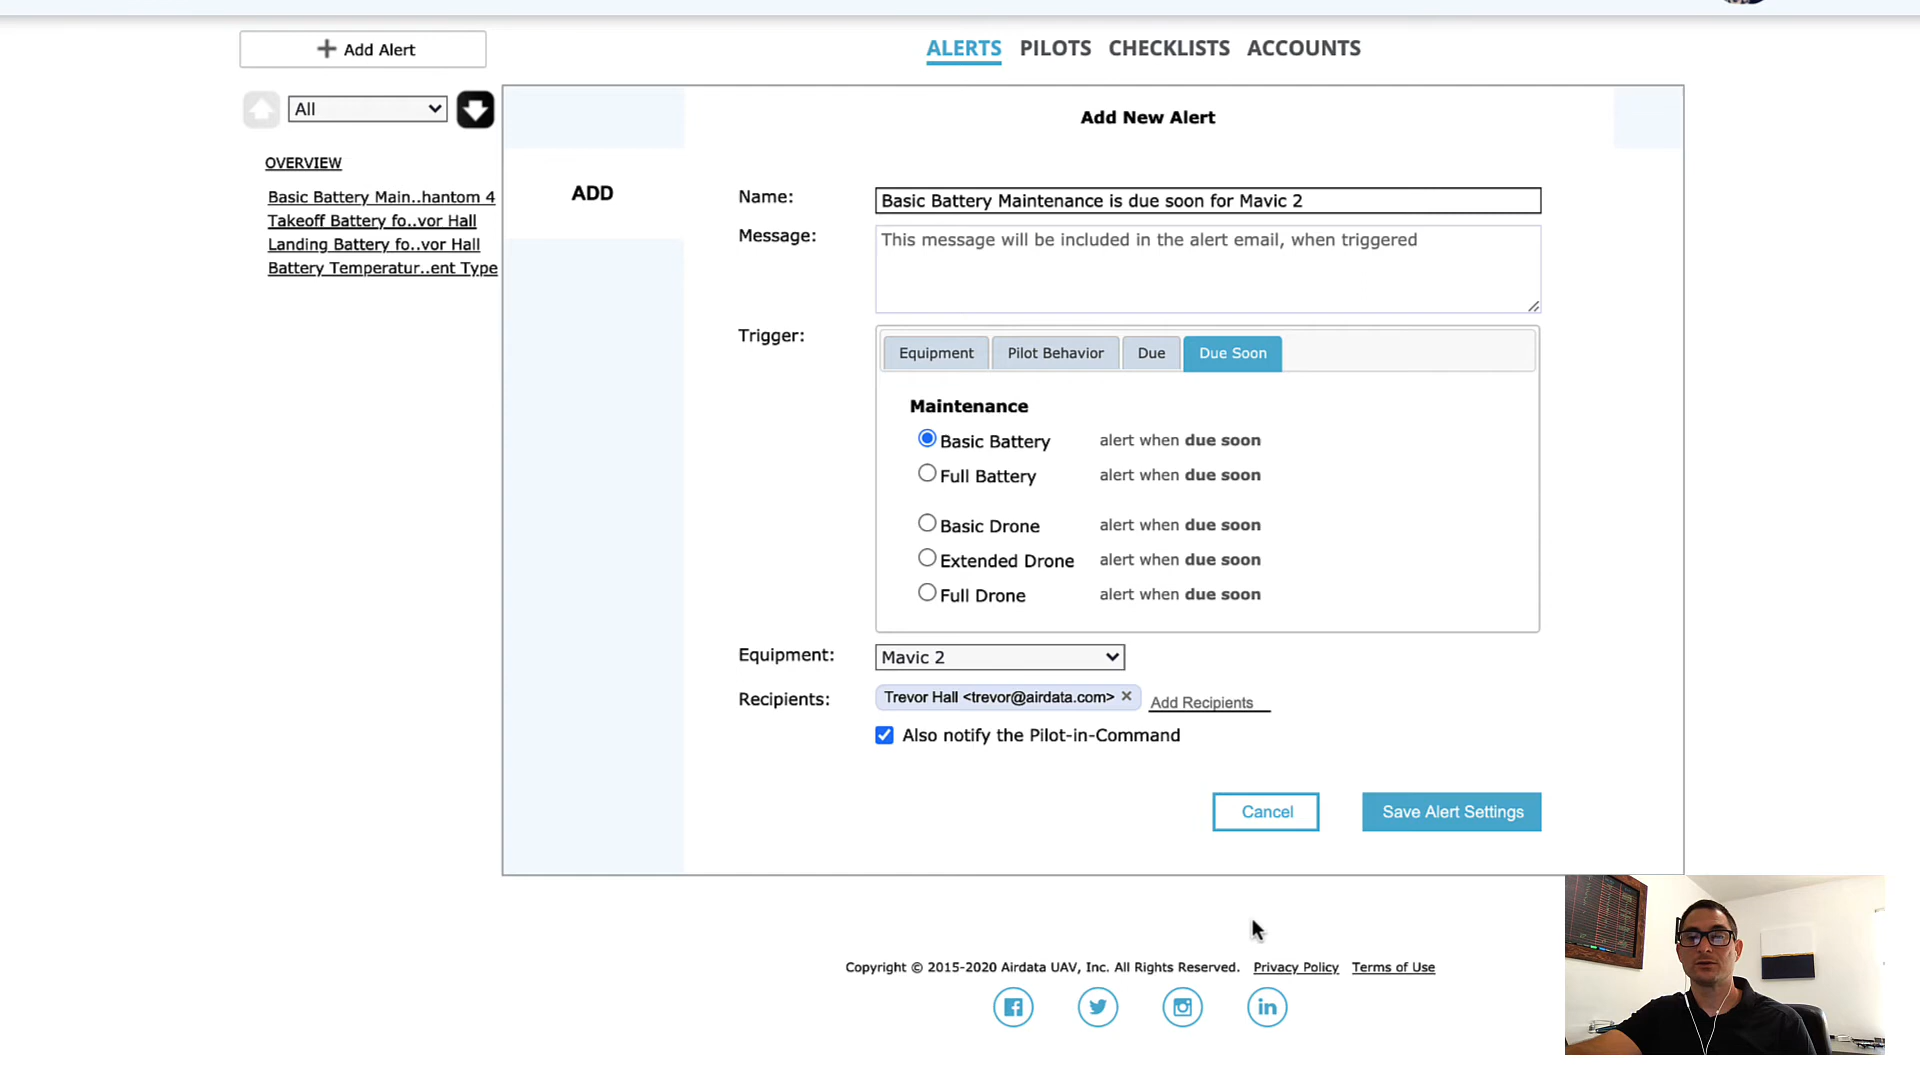 Add Alert
ALERTS PILOTS CHECKLISTS ACCOUNTS
All
OVERVIEW
Basic Battery Main..hantom 4
Takeoff Battery fo..vor Hall
Landing Battery fo..vor Hall
Battery Temperatur..ent Type
Add New Alert
ADD
Name: Basic Battery Maintenance is due soon for Mavic 2
Message: This message will be included in the alert email, when triggered
Trigger: Equipment Pilot Behavior Due Due Soon
Maintenance
Basic Battery alert when due soon
Full Battery alert when due soon
Basic Drone alert when due soon
Extended Drone alert when due soon
Full Drone alert when due soon
Equipment: Mavic 2
Recipients: Trevor Hall <trevor@airdata.com> × Add Recipients
Also notify the Pilot-in-Command
Cancel Save Alert Settings
Copyright © 2015-2020 Airdata UAV, Inc. All Rights Reserved. Privacy Policy Terms of Use